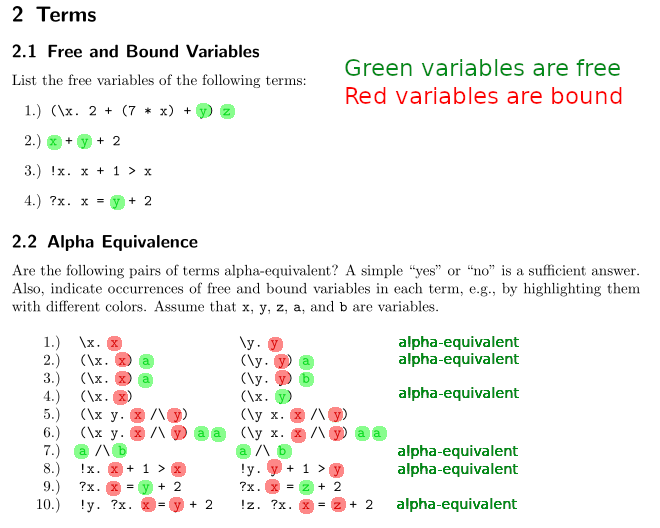 2 Terms
2.1 Free and Bound Variables
Green variables are free
List the free variables of the following terms:
Red variables are bound
1.) (\x. 2 + (7 * x) + y) z
2.) x + y + 2
3.) !x. x + 1 > x
4.) ?x. x = y + 2
2.2 Alpha Equivalence
Are the following pairs of terms alpha-equivalent? A simple “yes” or “no” is a sufficient answer.
Also, indicate occurrences of free and bound variables in each term, e.g., by highlighting them
with different colors. Assume that x, y, z, a, and b are variables.
1.) \x. x \y. y alpha-equivalent
2.) (\x. x) a (\y. y) a alpha-equivalent
3.) (\x. x) a (\y. y) b
4.) (\x. x) (\x. y) alpha-equivalent
5.) (\x y. x /\ y) (\y x. x /\ y)
6.) (\x y. x /\ y) a a (\y x. x /\ y) a a
7.) a /\ b a /\ b alpha-equivalent
8.) !x. x + 1 > x !y. y + 1 > y alpha-equivalent
9.) ?x. x = y + 2 ?x. x = z + 2
10.) !y. ?x. x = y + 2 !z. ?x. x = z + 2 alpha-equivalent